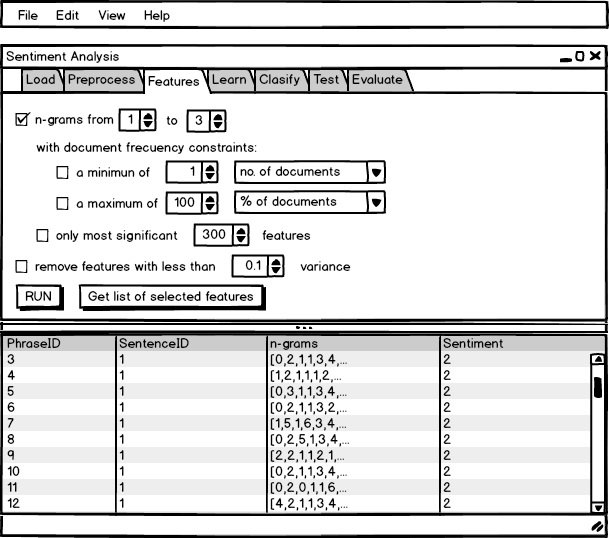 File Edit View Help
Sentiment Analysis
Load Preprocess Features Learn Clasify Test Evaluate
n-grams from 1 to 3
with document frecuency constraints:
a minimun of 1 no. of documents
a maximum of 100 % of documents
only most significant 300 features
remove features with less than 0.1 variance
RUN Get list of selected features
PhraseID SentenceID n-grams Sentiment
3 1 [0,2,1,1,3,4,... 2
4 1 [1,2,1,1,1,2,... 2
5 1 [0,3,1,1,3,4,... 2
6 1 [0,2,1,1,3,2,... 2
7 1 [1,5,1,6,3,4,... 2
8 1 [0,2,5,1,3,4,... 2
9 1 [2,2,1,1,2,1,... 2
10 1 [0,2,1,1,3,4,... 2
11 1 [0,2,0,1,1,6,... 2
12 1 [4,2,1,1,3,4,... 2